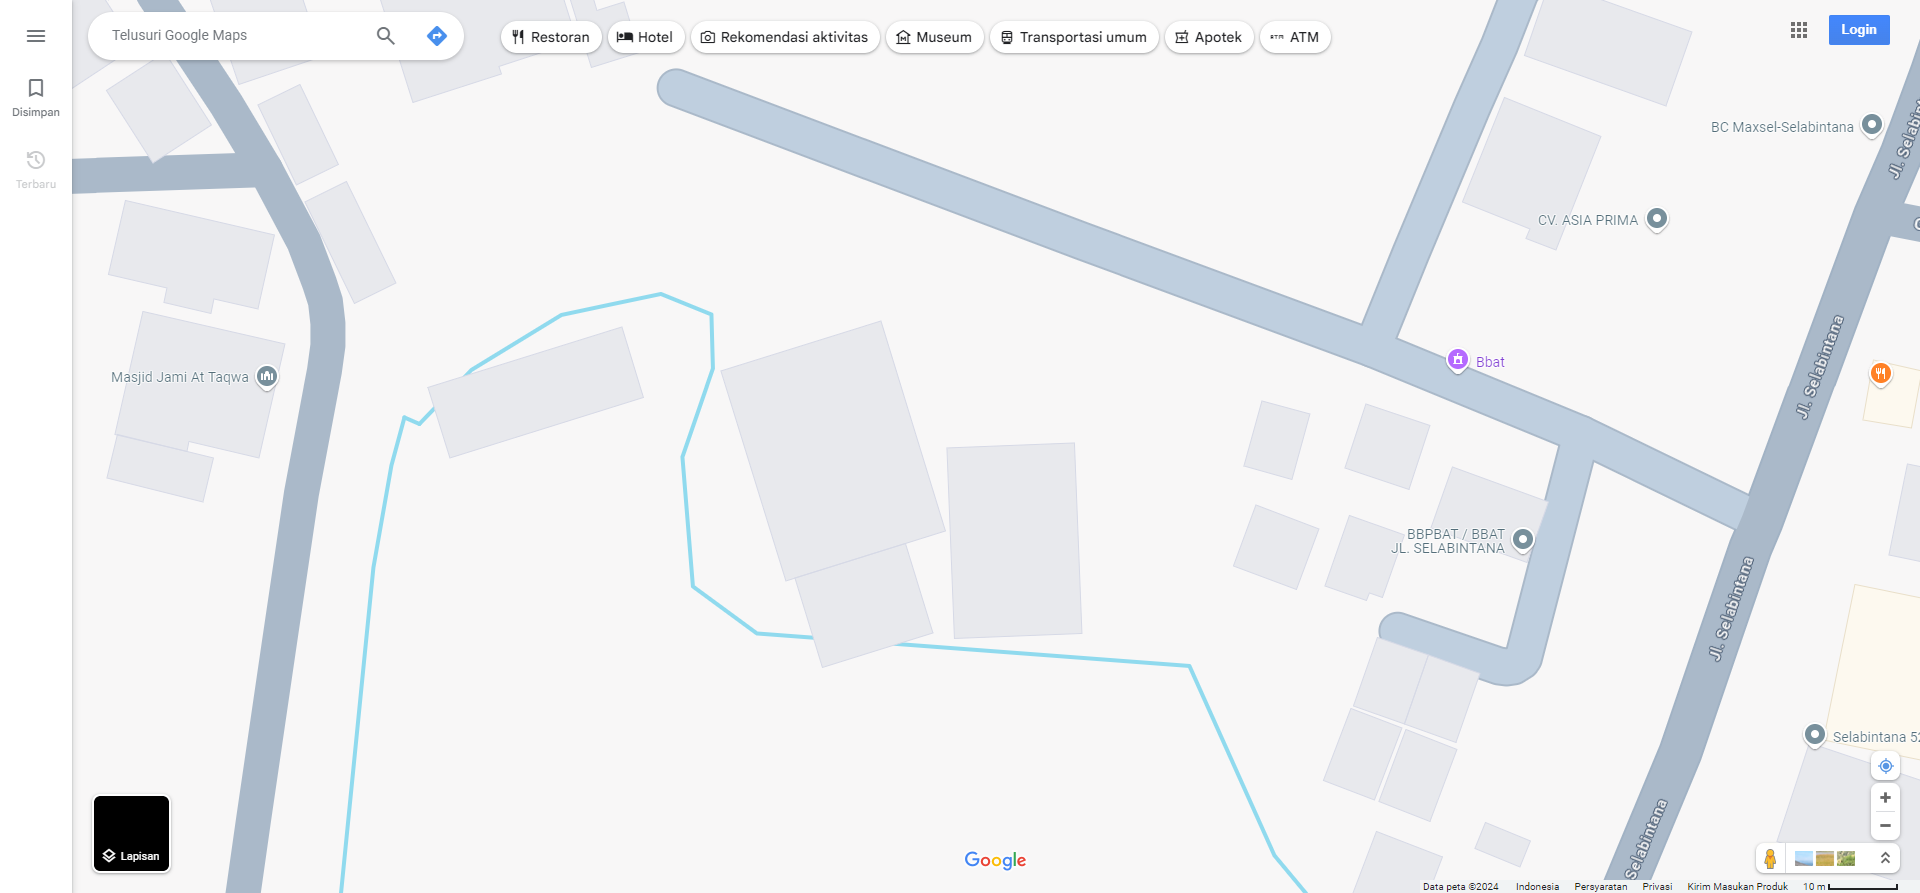 Telusuri Google Maps
Restoran
Hotel
Rekomendasi aktivitas
Museum
Transportasi umum
Apotek
ATM
Login
Disimpan
Terbaru
BC Maxsel-Selabintana
CV. ASIA PRIMA
Bbat
Masjid Jami At Taqwa
BBPBAT / BBAT
JL. SELABINTANA
Jl. Selabintana
Jl. Selabintana
Selabintana
Selabintana 52
Lapisan
Google
Data peta ©2024 Indonesia Persyaratan Privasi Kirim Masukan Produk 10 m